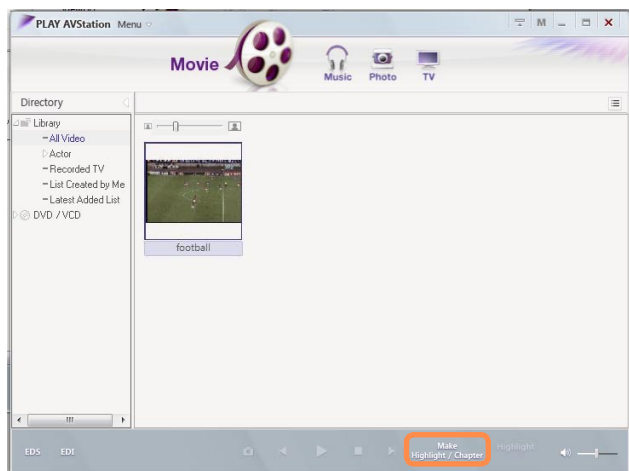 PLAY AVStation Menu
M
Movie
Music
Photo
TV
Directory
Library
All Video
Actor
Recorded TV
List Created by Me
Latest Added List
DVD / VCD
football
EDS
EDI
Make
Highlight / Chapter
Highlight